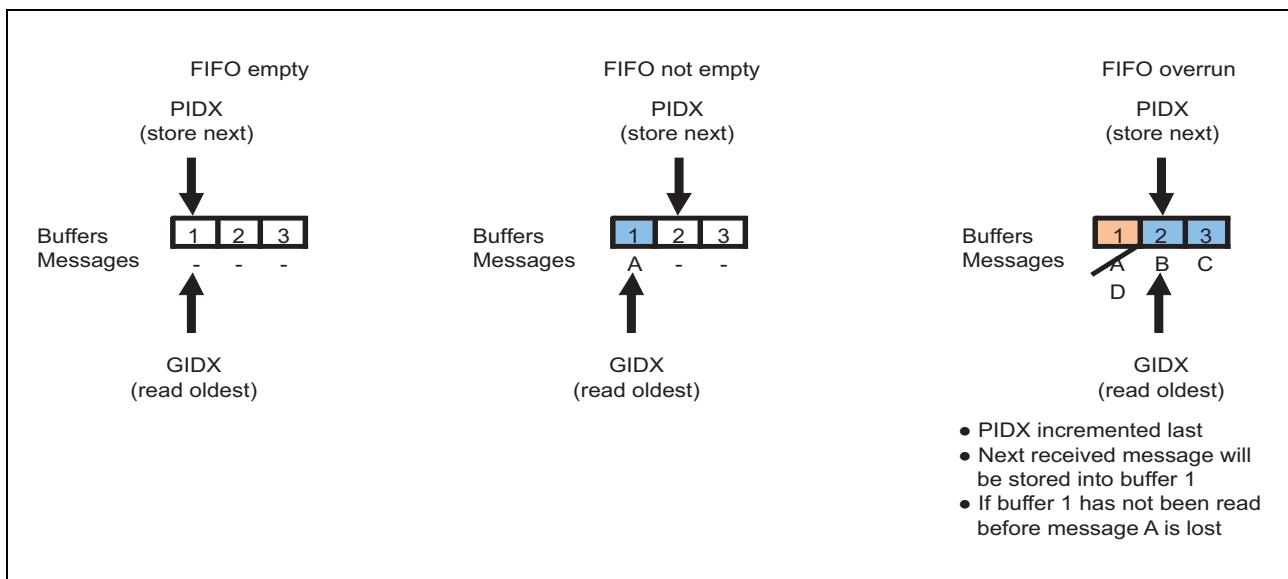 FIFO empty
PIDX
(store next)
1 2 3
Buffers
Messages - - -
GIDX
(read oldest)
FIFO not empty
PIDX
(store next)
1 2 3
Buffers
Messages A - -
GIDX
(read oldest)
FIFO overrun
PIDX
(store next)
1 2 3
Buffers
Messages A B C
D
GIDX
(read oldest)
● PIDX incremented last
● Next received message will
be stored into buffer 1
● If buffer 1 has not been read
before message A is lost